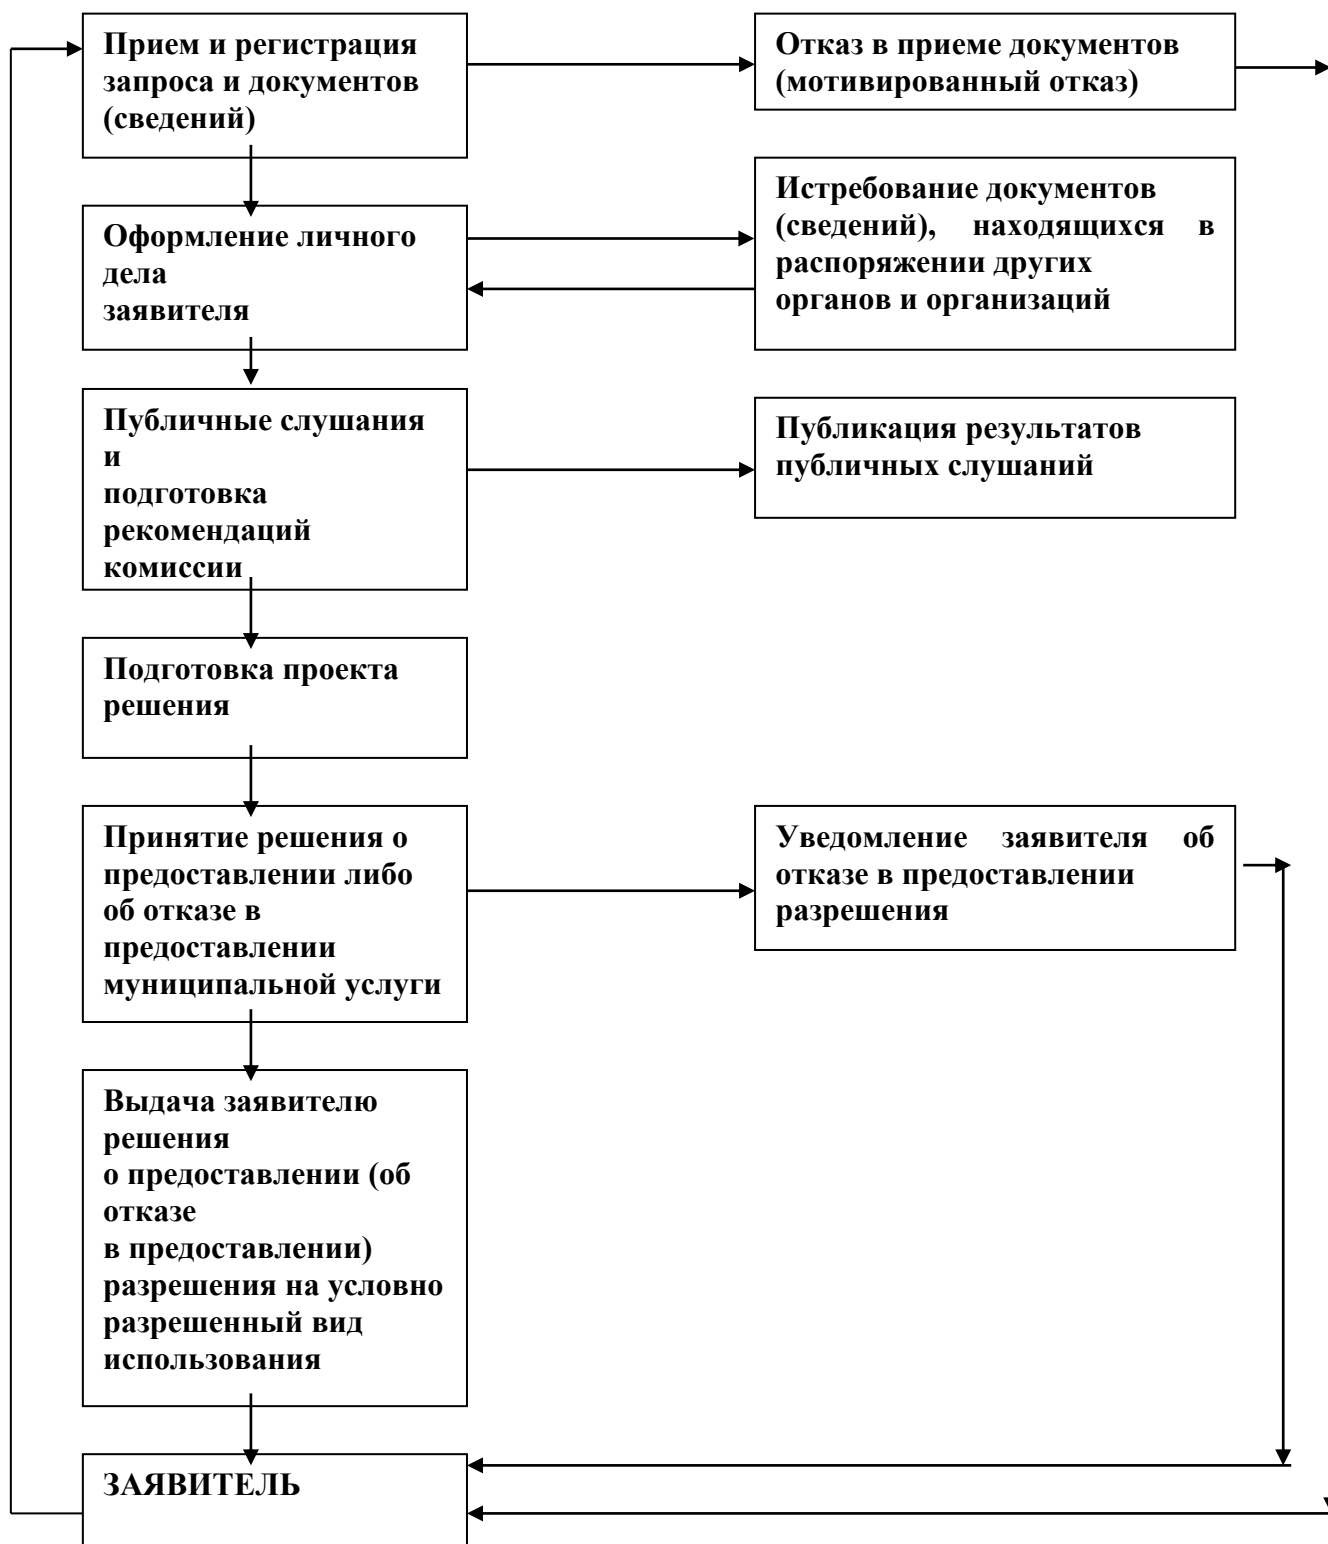 Прием и регистрация
запроса и документов
(сведений)
Отказ в приеме документов
(мотивированный отказ)
Оформление личного
дела
заявителя
Истребование документов
(сведений), находящихся в
распоряжении других
органов и организаций
Публичные слушания
и
подготовка
рекомендаций
комиссии
Публикация результатов
публичных слушаний
Подготовка проекта
решения
Принятие решения о
предоставлении либо
об отказе в
предоставлении
муниципальной услуги
Уведомление заявителя об
отказе в предоставлении
разрешения
Выдача заявителю
решения
о предоставлении (об
отказе
в предоставлении)
разрешения на условно
разрешенный вид
использования
ЗАЯВИТЕЛЬ